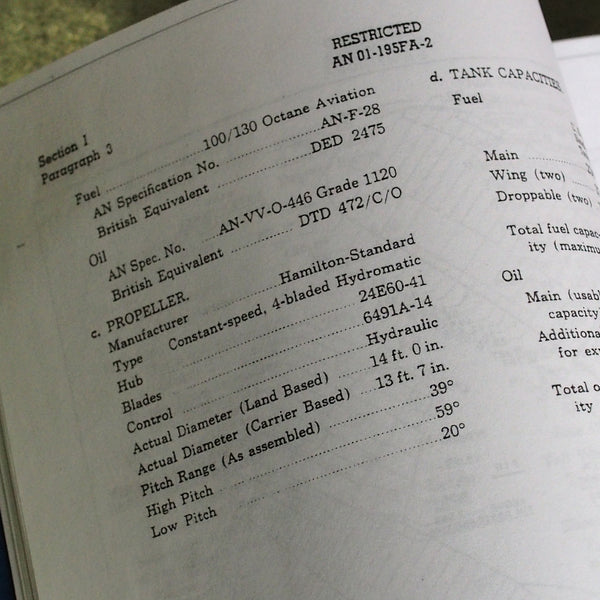 RESTRICTED
AN 01-195FA-2
Section I
Paragraph 3
Fuel ........ 100/130 Octane Aviation
AN Specification No. ........ AN-F-28
British Equivalent ........ DED 2475
Oil
AN Spec. No. ........ AN-VV-O-446 Grade 1120
British Equivalent ........ DTD 472/C/O
c. PROPELLER.
Manufacturer ........ Hamilton-Standard
Type Constant-speed, 4-bladed Hydromatic
Hub ........ 24E60-41
Blades ........ 6491A-14
Control ........ Hydraulic
Actual Diameter (Land Based) ........ 14 ft. 0 in.
Actual Diameter (Carrier Based) ........ 13 ft. 7 in.
Pitch Range (As assembled) ........ 39°
High Pitch ........ 59°
Low Pitch ........ 20°
d. TANK CAPACITIES
Fuel
Main ........
Wing (two) ........
Droppable (two)
Total fuel capac-
ity (maximu
Oil
Main (usabl
capacity)
Additiona
for ex
Total o
ity